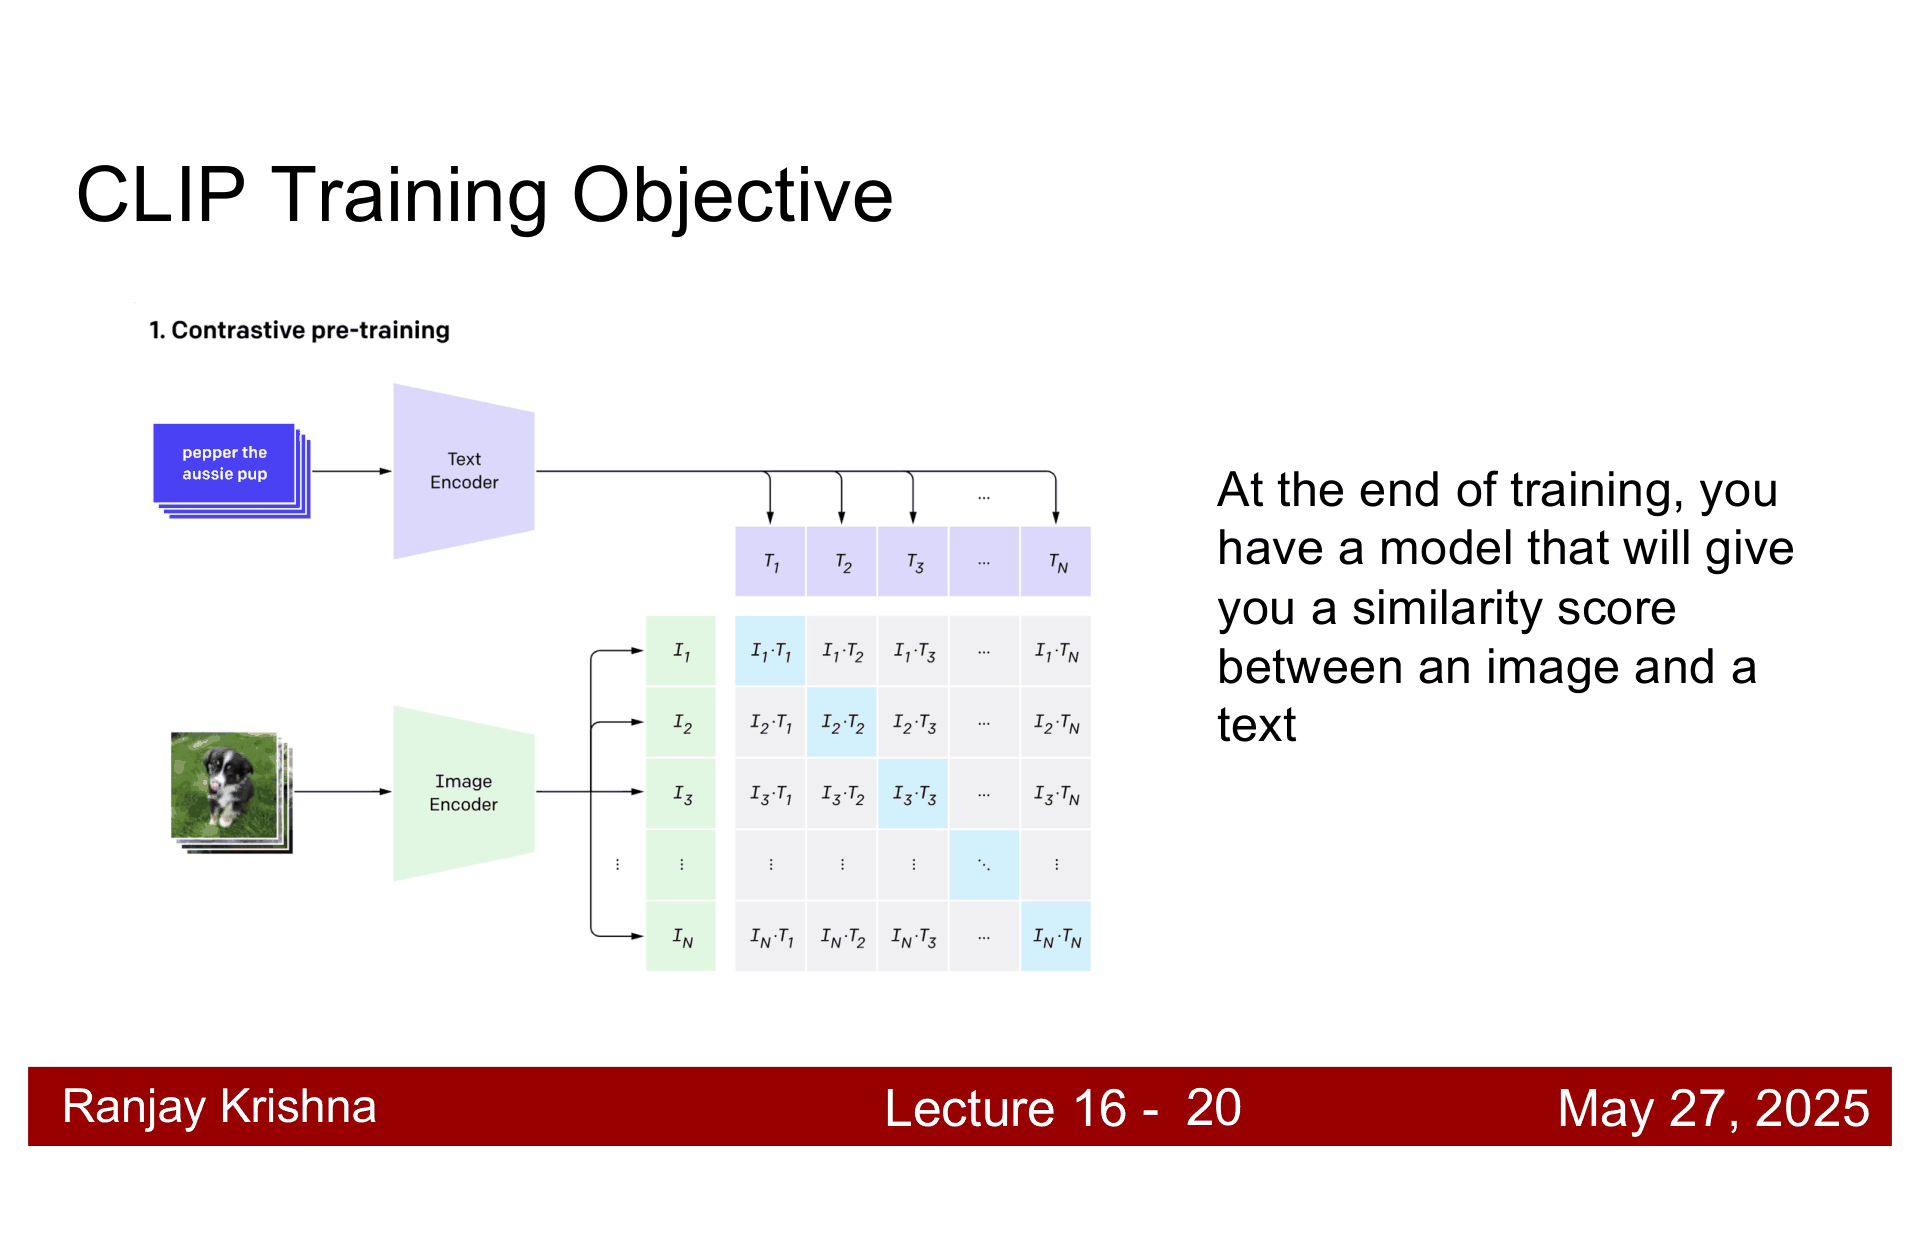 CLIP Training Objective
1. Contrastive pre-training
pepper the
aussie pup
Text
Encoder
...
T1 T2 T3 ... TN
I1 I1·T1 I1·T2 I1·T3 ... I1·TN
I2 I2·T1 I2·T2 I2·T3 ... I2·TN
Image
Encoder
I3 I3·T1 I3·T2 I3·T3 ... I3·TN
⋮ ⋮ ⋮ ⋮ ⋮ ⋱ ⋮
IN IN·T1 IN·T2 IN·T3 ... IN·TN
At the end of training, you
have a model that will give
you a similarity score
between an image and a
text
Ranjay Krishna
Lecture 16 - 20
May 27, 2025